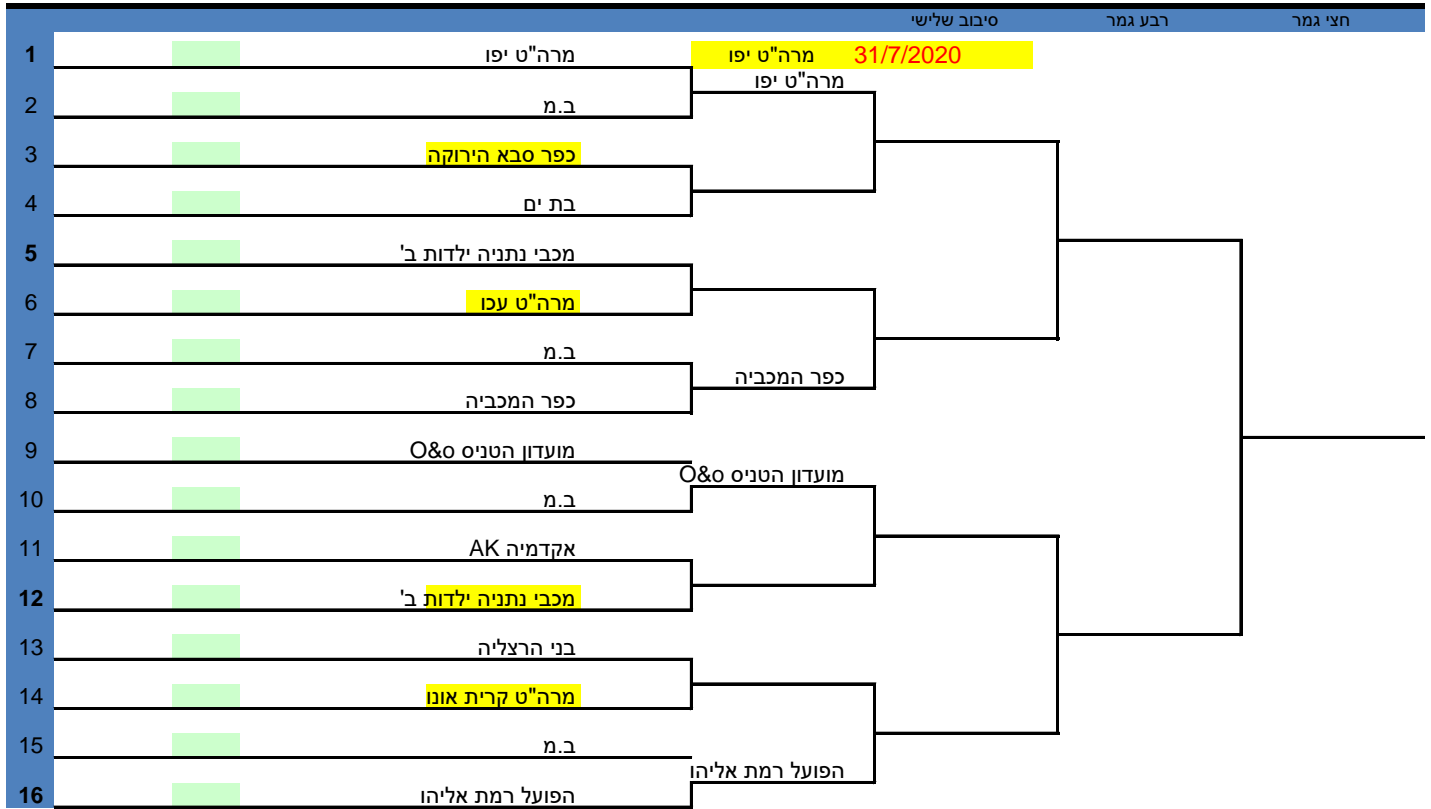 סיבוב שלישי רבע גמר חצי גמר
1 מרה"ט יפו מרה"ט יפו 31/7/2020
מרה"ט יפו
2 ב.מ
3 כפר סבא הירוקה
4 בת ים
5 מכבי נתניה ילדות ב'
6 מרה"ט עכו
7 ב.מ
כפר המכביה
8 כפר המכביה
9 מועדון הטניס O&o
מועדון הטניס O&o
10 ב.מ
11 אקדמיה AK
12 מכבי נתניה ילדות ב'
13 בני הרצליה
14 מרה"ט קרית אונו
15 ב.מ
הפועל רמת אליהו
16 הפועל רמת אליהו